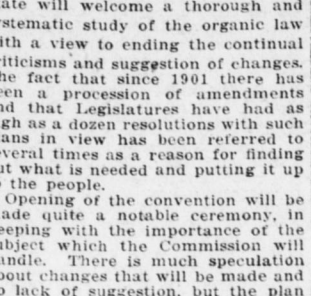 ate will welcome a thorough and
ystematic study of the organic law
ith a view to ending the continual
riticisms and suggestion of changes.
he fact that since 1901 there has
een a procession of amendments
nd that Legislatures have had as
igh as a dozen resolutions with such
lans in view has been referred to
everal times as a reason for finding
ut what is needed and putting it up
o the people.
Opening of the convention will be
ade quite a notable ceremony, in
eeping with the importance of the
ubject which the Commission will
andle. There is much speculation
bout changes that will be made and
o lack of suggestion, but the plan